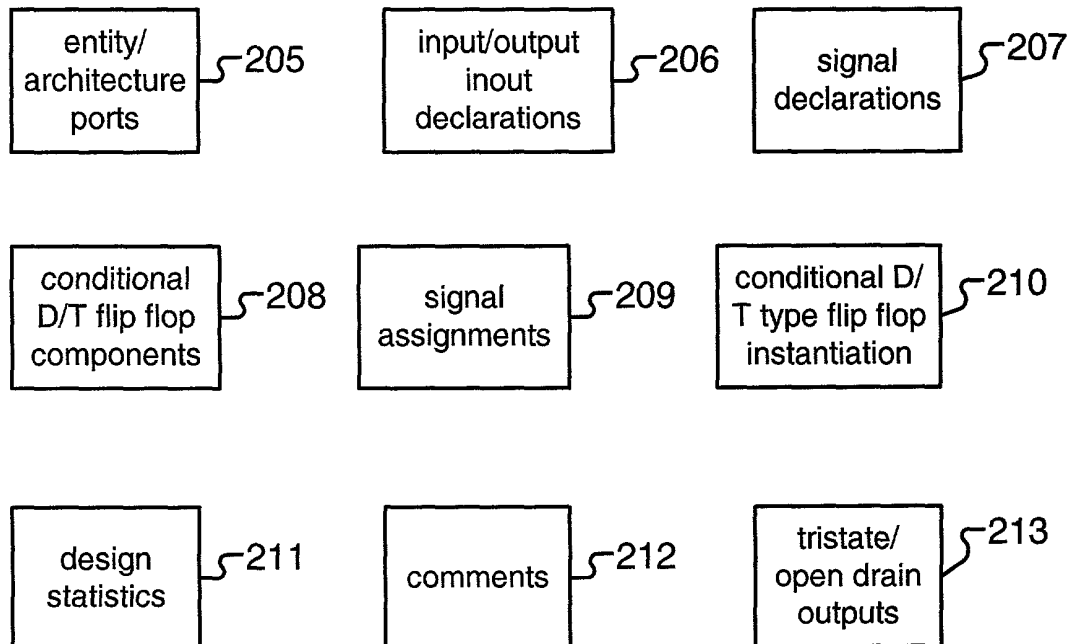 entity/
architecture
ports
205
input/output
inout
declarations
206
signal
declarations
207
conditional
D/T flip flop
components
208
signal
assignments
209
conditional D/
T type flip flop
instantiation
210
design
statistics
211
comments
212
tristate/
open drain
outputs
213